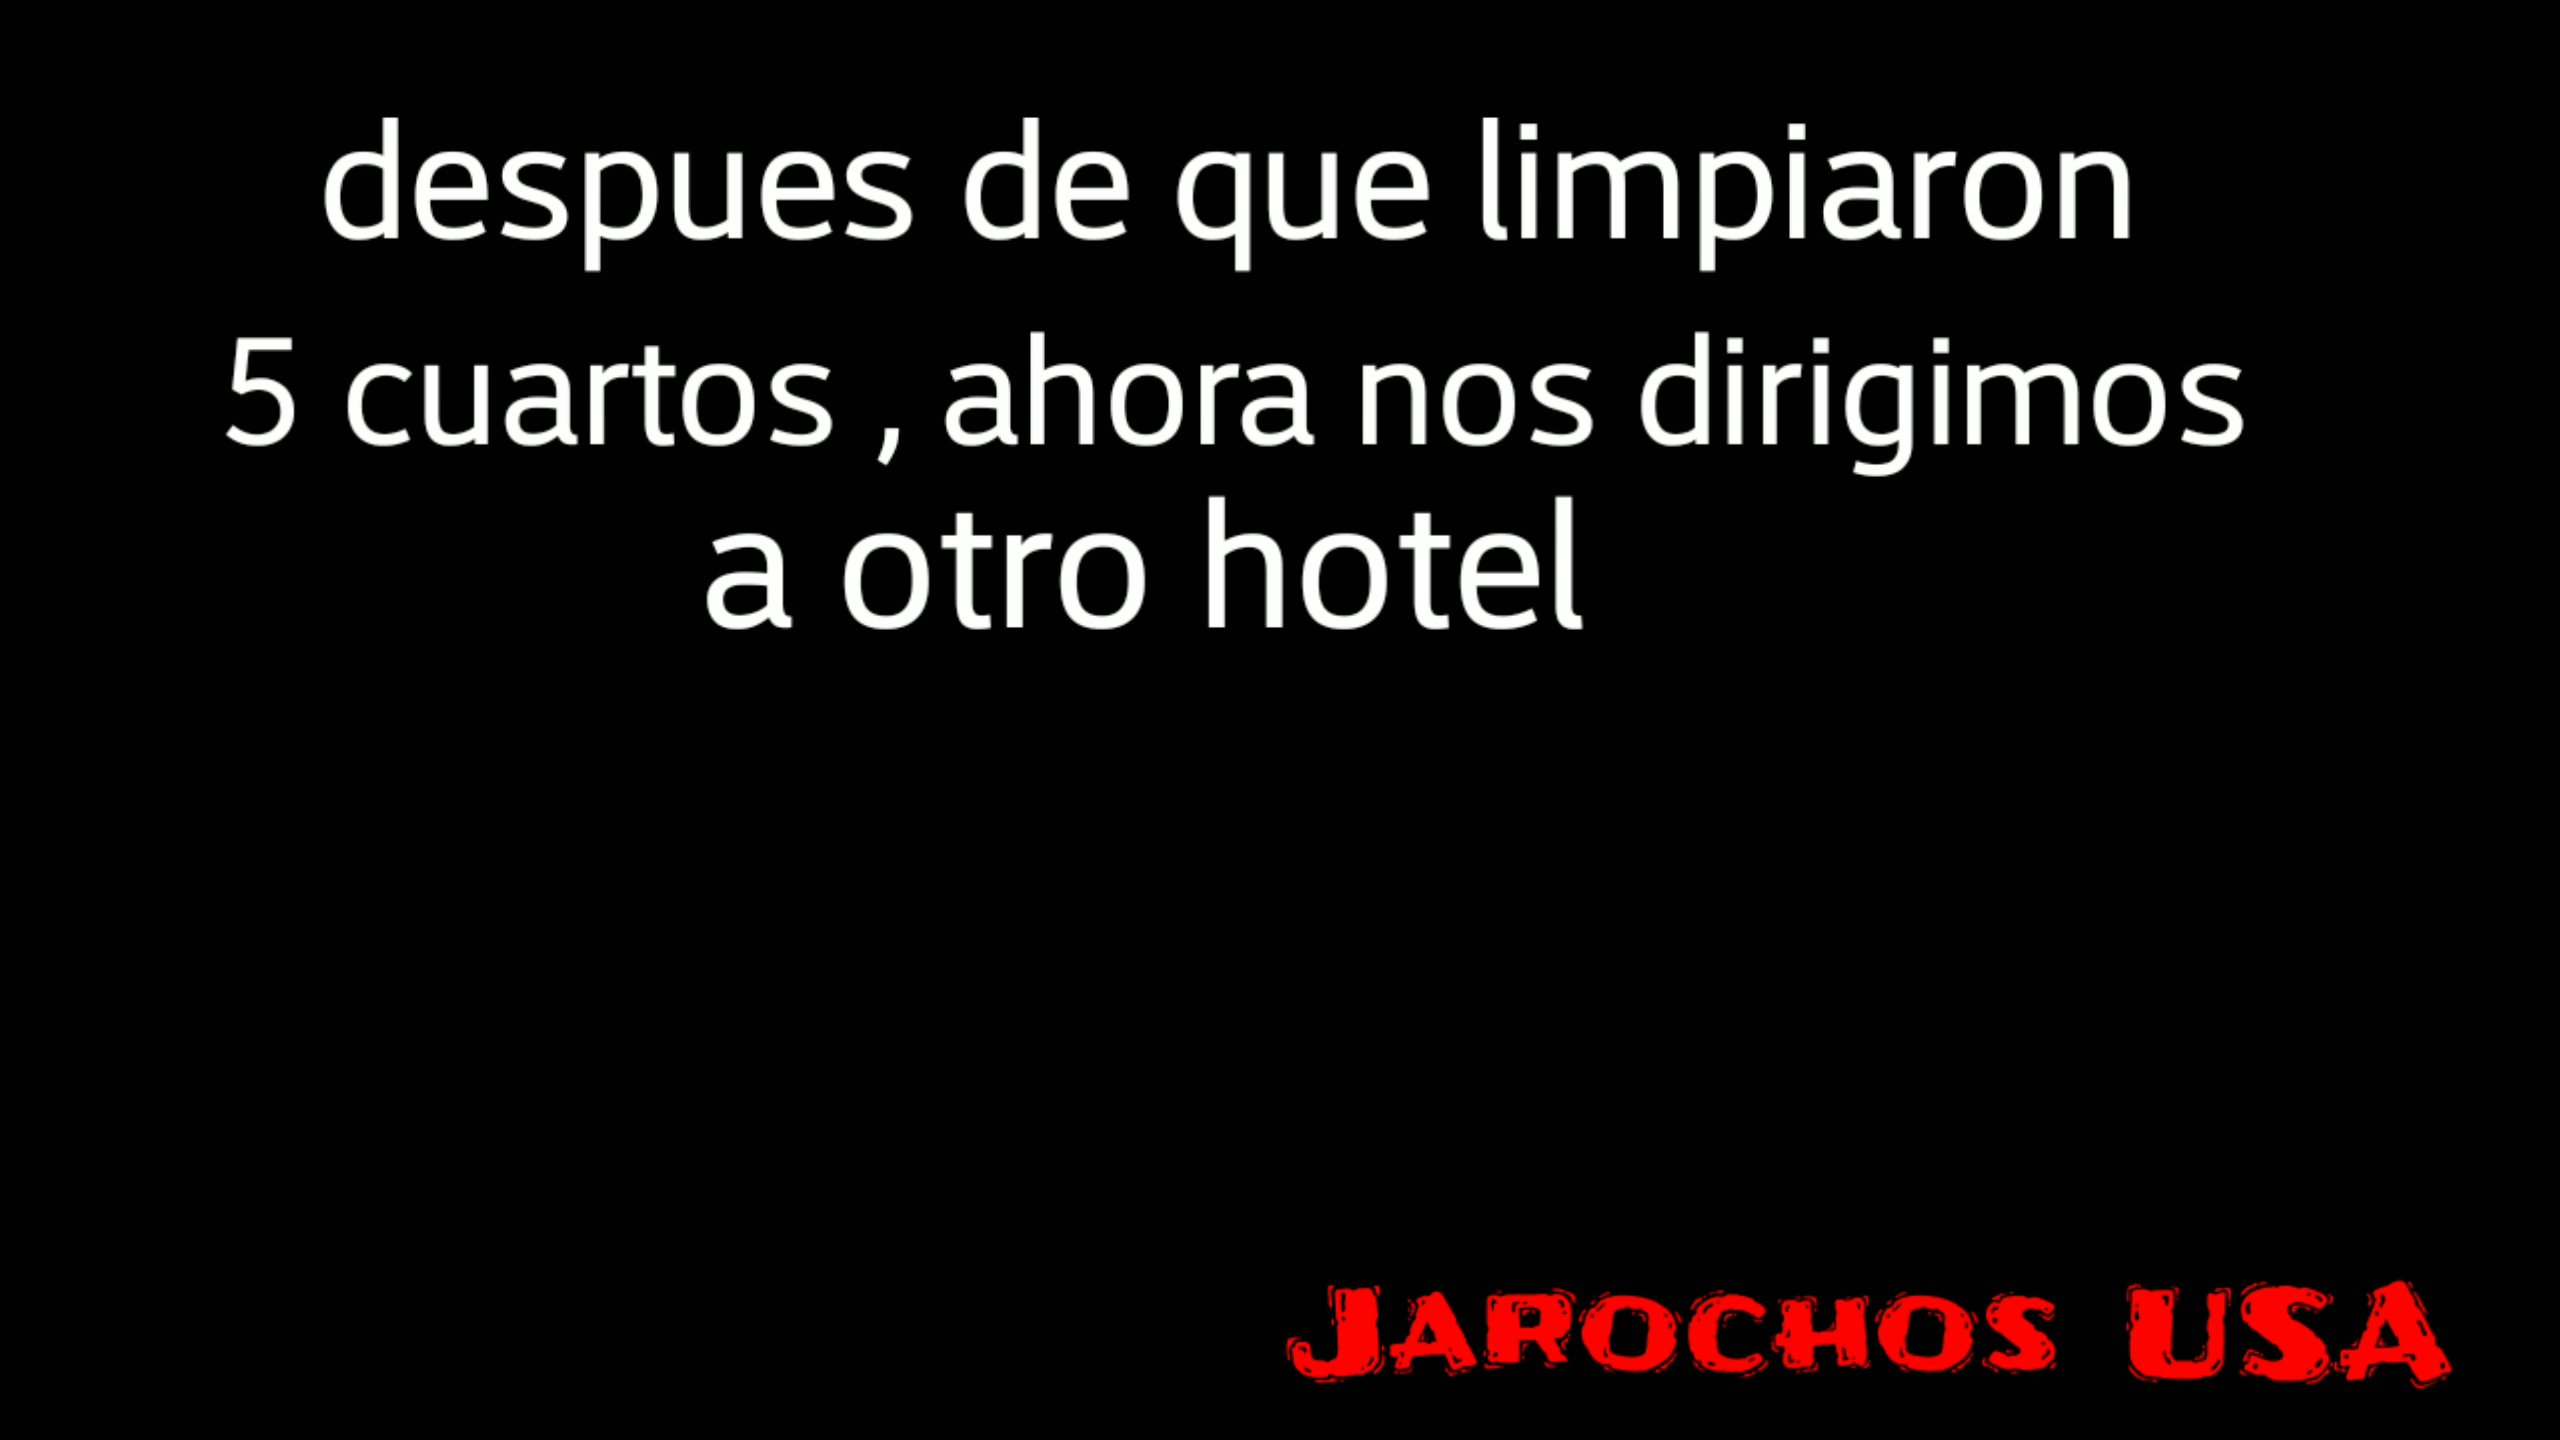 despues de que limpiaron
5 cuartos , ahora nos dirigimos
a otro hotel
JAROCHOS USA